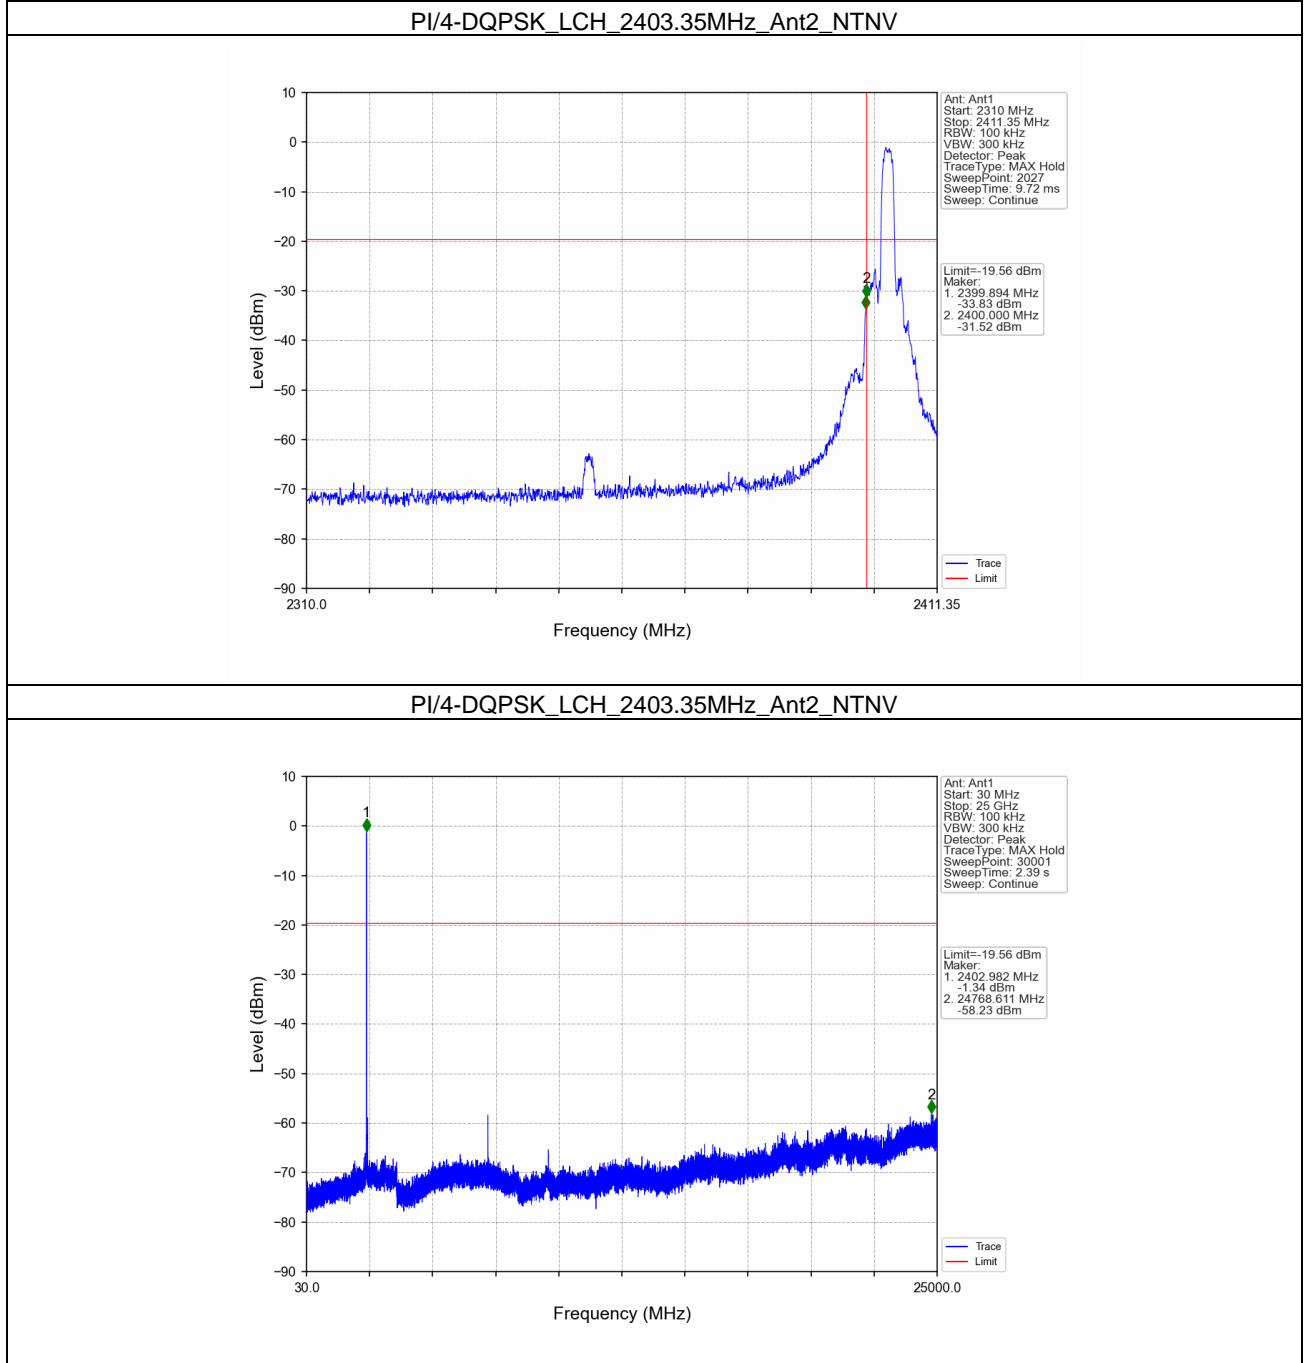 PI/4-DQPSK_LCH_2403.35MHz_Ant2_NTNV
10
0
−10
−20
−30
−40
−50
−60
−70
−80
−90
Level (dBm)
2310.0
2411.35
Frequency (MHz)
2
Ant: Ant1
Start: 2310 MHz
Stop: 2411.35 MHz
RBW: 100 kHz
VBW: 300 kHz
Detector: Peak
TraceType: MAX Hold
SweepPoint: 2027
SweepTime: 9.72 ms
Sweep: Continue
Limit=-19.56 dBm
Maker:
1. 2399.894 MHz
-33.83 dBm
2. 2400.000 MHz
-31.52 dBm
Trace
Limit
PI/4-DQPSK_LCH_2403.35MHz_Ant2_NTNV
10
0
−10
−20
−30
−40
−50
−60
−70
−80
−90
Level (dBm)
30.0
25000.0
Frequency (MHz)
1
2
Ant: Ant1
Start: 30 MHz
Stop: 25 GHz
RBW: 100 kHz
VBW: 300 kHz
Detector: Peak
TraceType: MAX Hold
SweepPoint: 30001
SweepTime: 2.39 s
Sweep: Continue
Limit=-19.56 dBm
Maker:
1. 2402.982 MHz
-1.34 dBm
2. 24768.611 MHz
-58.23 dBm
Trace
Limit